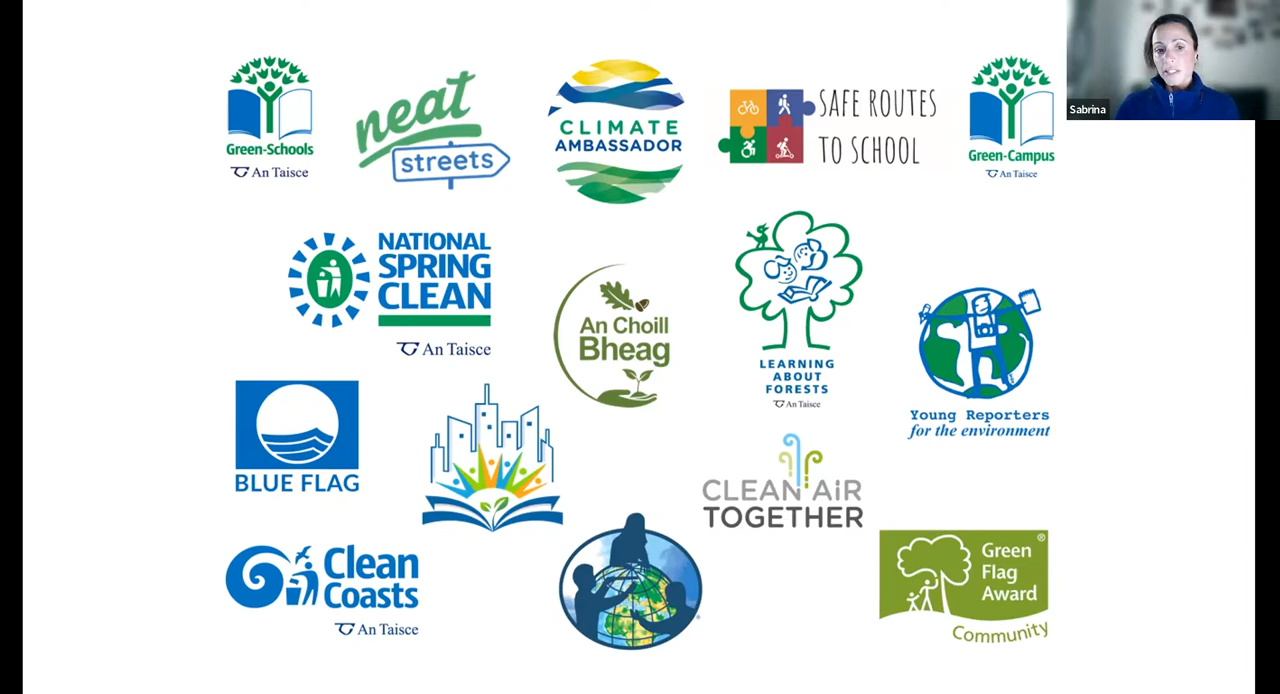 Green-Schools
An Taisce
neat
streets
CLIMATE
AMBASSADOR
SAFE ROUTES
TO SCHOOL
Green-Campus
An Taisce
Sabrina
NATIONAL
SPRING
CLEAN
An Taisce
An Choill
Bheag
LEARNING
ABOUT
FORESTS
An Taisce
Young Reporters
for the environment
BLUE FLAG
CLEAN AiR
TOGETHER
Clean
Coasts
An Taisce
Green
Flag
Award
®
Community